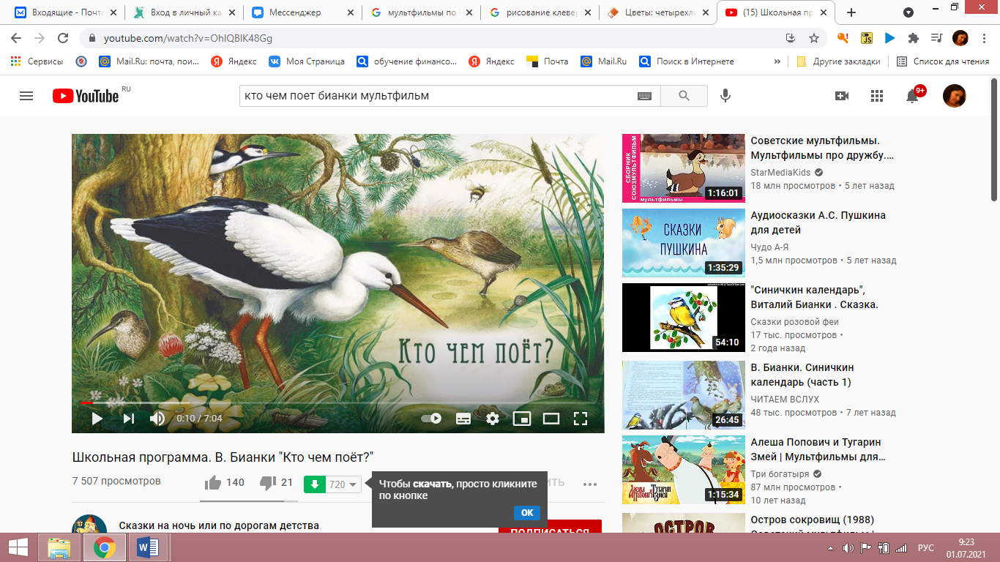 Входящие - Почта
Вход в личный ка
Мессенджер
мультфильмы по
рисование клевер
Цветы: четырехли
(15) Школьная пр
youtube.com/watch?v=OhIQBIK48Gg
Сервисы
Mail.Ru: почта, пои...
Яндекс
Моя Страница
обучение финансо...
Яндекс
Почта
Mail.Ru
Поиск в Интернете
»
Другие закладки
Список для чтения
YouTube RU
кто чем поет бианки мультфильм
9+
КТО ЧЕМ ПОЁТ?
0:10 / 7:04
Школьная программа. В. Бианки "Кто чем поёт?"
7 507 просмотров
140
21
720
Чтобы скачать, просто кликните
по кнопке
OK
Сказки на ночь или по дорогам детства
ПОДПИСАТЬСЯ
СБОРНИК
СОЮЗМУЛЬТФИЛЬМ
мультфильмы
1:16:01
Советские мультфильмы.
Мультфильмы про дружбу....
StarMediaKids
18 млн просмотров • 5 лет назад
СКАЗКИ
ПУШКИНА
1:35:29
Аудиосказки А.С. Пушкина
для детей
Чудо А-Я
1,5 млн просмотров • 5 лет назад
54:10
"Синичкин календарь",
Виталий Бианки . Сказка.
Сказки розовой феи
17 тыс. просмотров •
2 года назад
26:45
В. Бианки. Синичкин
календарь (часть 1)
ЧИТАЕМ ВСЛУХ
48 тыс. просмотров • 7 лет назад
Алеша Попович и Тугарин Змей
1:15:34
Алеша Попович и Тугарин
Змей | Мультфильмы для...
Три богатыря
87 млн просмотров •
10 лет назад
ОСТРОВ
Остров сокровищ (1988)
РУС
9:23
01.07.2021